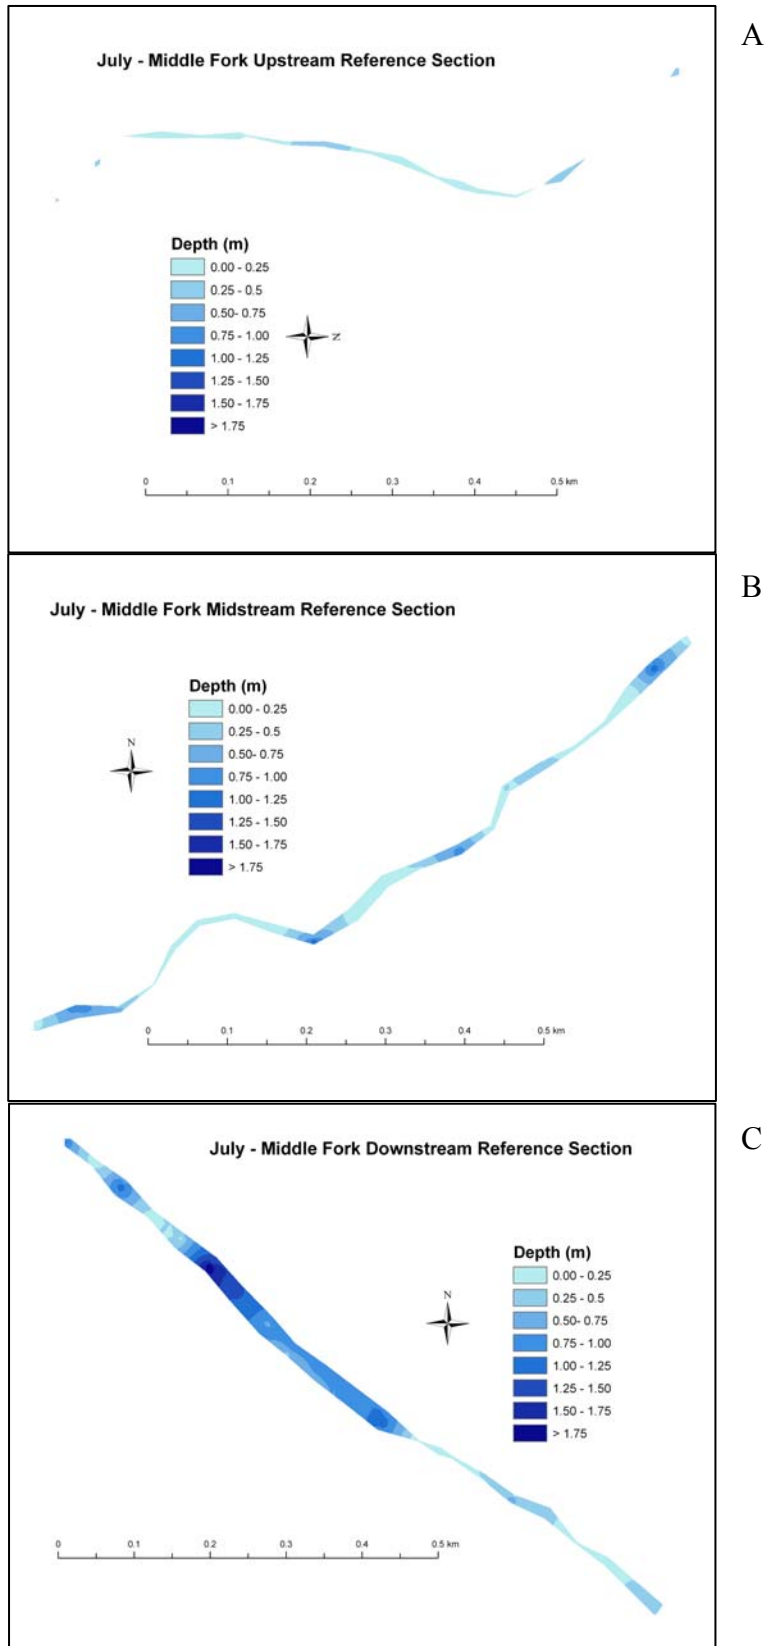 A
July - Middle Fork Upstream Reference Section
Depth (m)
0.00 - 0.25
0.25 - 0.5
0.50- 0.75
0.75 - 1.00
1.00 - 1.25
1.25 - 1.50
1.50 - 1.75
> 1.75
N
0 0.1 0.2 0.3 0.4 0.5 km
B
July - Middle Fork Midstream Reference Section
Depth (m)
0.00 - 0.25
0.25 - 0.5
0.50- 0.75
0.75 - 1.00
1.00 - 1.25
1.25 - 1.50
1.50 - 1.75
> 1.75
N
0 0.1 0.2 0.3 0.4 0.5 km
C
July - Middle Fork Downstream Reference Section
Depth (m)
0.00 - 0.25
0.25 - 0.5
0.50- 0.75
0.75 - 1.00
1.00 - 1.25
1.25 - 1.50
1.50 - 1.75
> 1.75
N
0 0.1 0.2 0.3 0.4 0.5 km